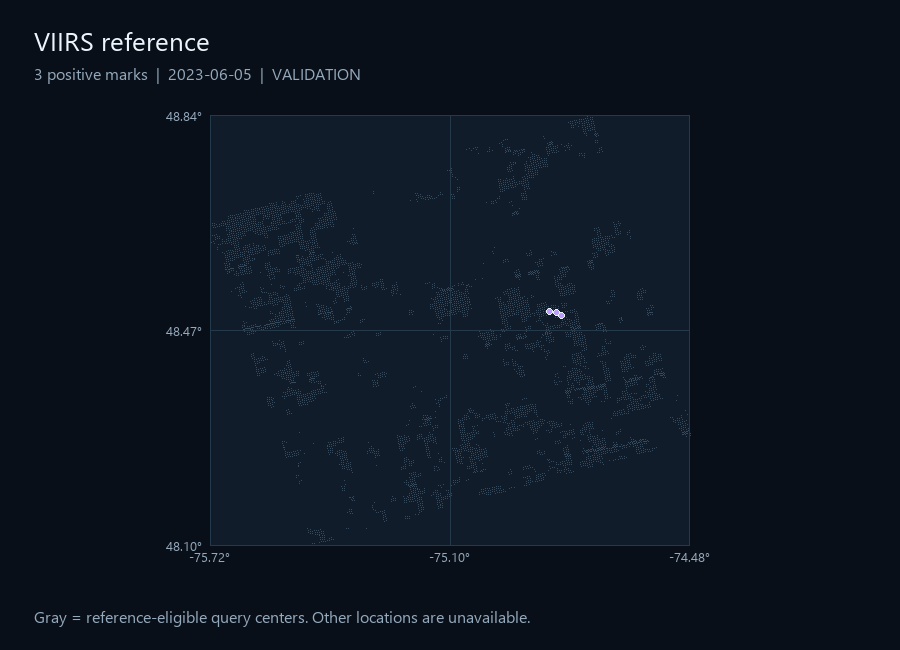 VIIRS reference
3 positive marks | 2023-06-05 | VALIDATION
48.84°
48.47°
48.10°
-75.72°
-75.10°
-74.48°
Gray = reference-eligible query centers. Other locations are unavailable.